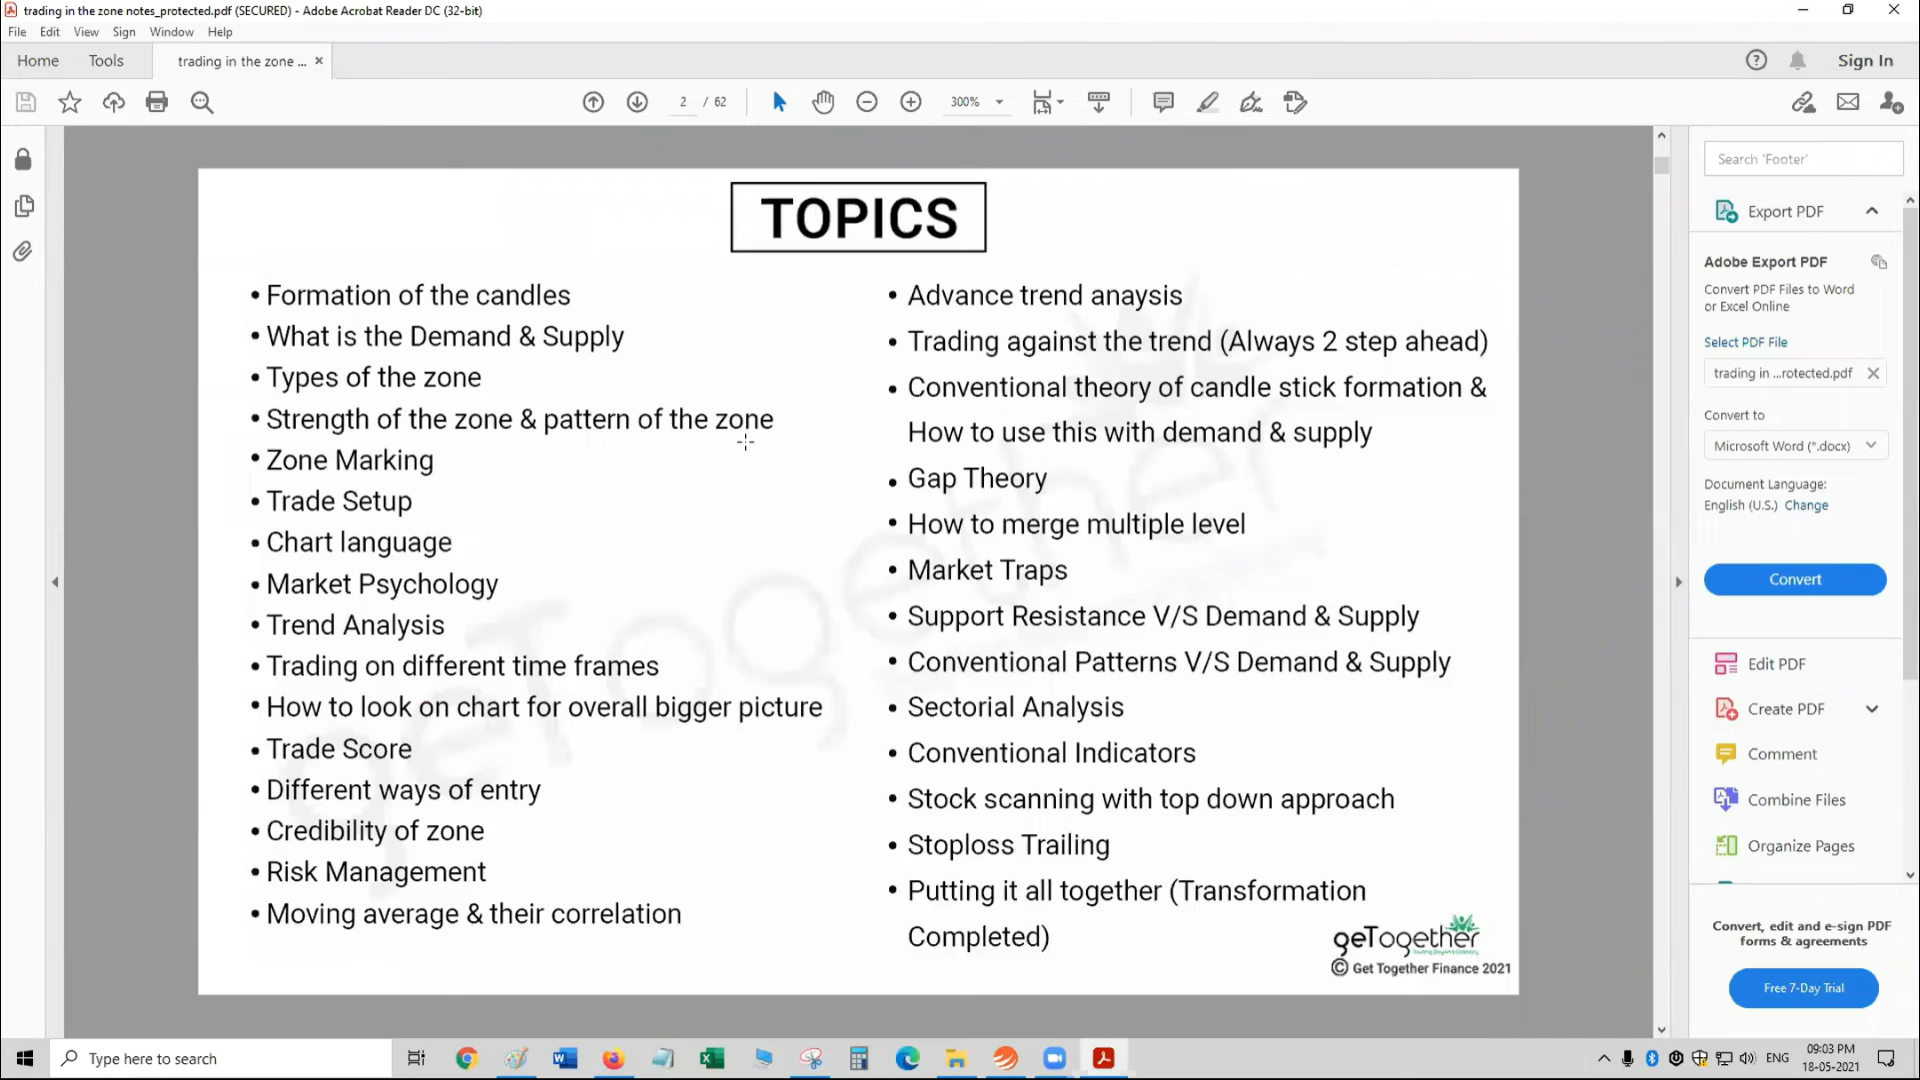 trading in the zone notes_protected.pdf (SECURED) - Adobe Acrobat Reader DC (32-bit)
File Edit View Sign Window Help
Home Tools trading in the zone ... × Sign In
2 / 62 300%
TOPICS
• Formation of the candles
• What is the Demand & Supply
• Types of the zone
• Strength of the zone & pattern of the zone
• Zone Marking
• Trade Setup
• Chart language
• Market Psychology
• Trend Analysis
• Trading on different time frames
• How to look on chart for overall bigger picture
• Trade Score
• Different ways of entry
• Credibility of zone
• Risk Management
• Moving average & their correlation
• Advance trend anaysis
• Trading against the trend (Always 2 step ahead)
• Conventional theory of candle stick formation &
How to use this with demand & supply
• Gap Theory
• How to merge multiple level
• Market Traps
• Support Resistance V/S Demand & Supply
• Conventional Patterns V/S Demand & Supply
• Sectorial Analysis
• Conventional Indicators
• Stock scanning with top down approach
• Stoploss Trailing
• Putting it all together (Transformation
Completed)
geTogether
© Get Together Finance 2021
geTogether
Search 'Footer'
Export PDF
Adobe Export PDF
Convert PDF Files to Word
or Excel Online
Select PDF File
trading in ...rotected.pdf
Convert to
Microsoft Word (*.docx)
Document Language:
English (U.S.) Change
Convert
Edit PDF
Create PDF
Comment
Combine Files
Organize Pages
Convert, edit and e-sign PDF
forms & agreements
Free 7-Day Trial
Type here to search
ENG
09:03 PM
18-05-2021